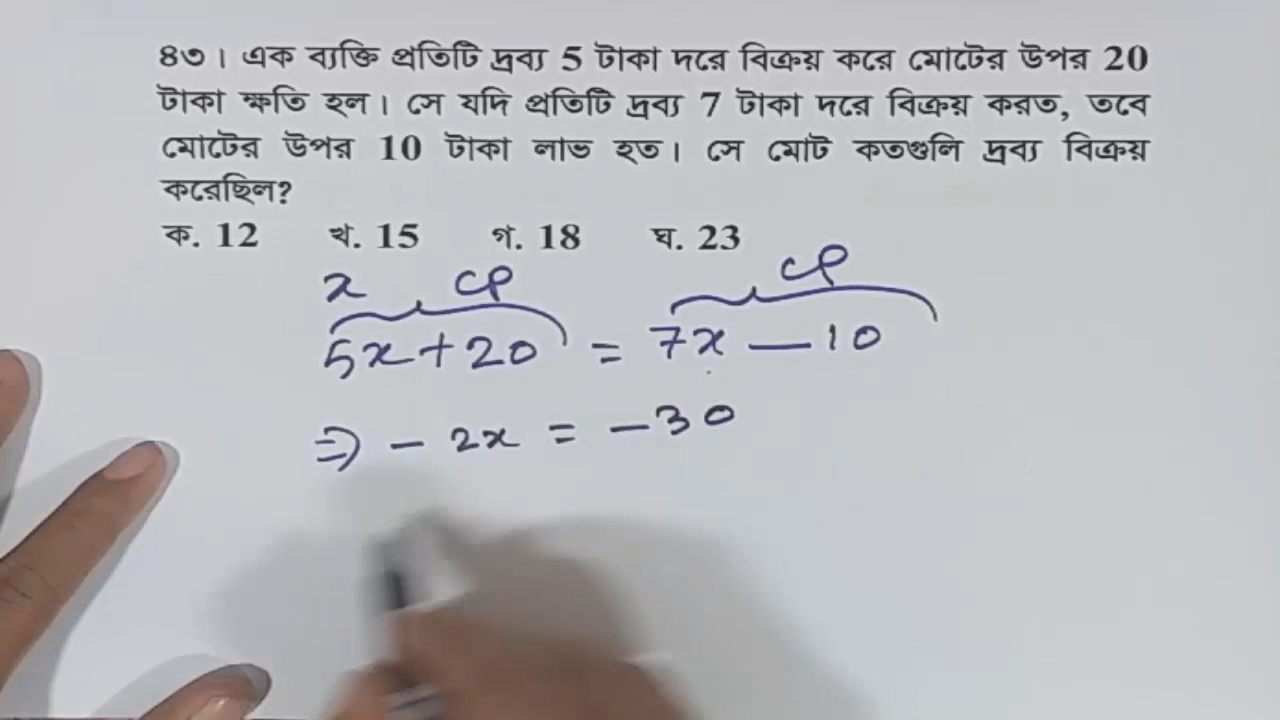 ৪৩। এক ব্যক্তি প্রতিটি দ্রব্য 5 টাকা দরে বিক্রয় করে মোটের উপর 20
টাকা ক্ষতি হল। সে যদি প্রতিটি দ্রব্য 7 টাকা দরে বিক্রয় করত, তবে
মোটের উপর 10 টাকা লাভ হত। সে মোট কতগুলি দ্রব্য বিক্রয়
করেছিল?
ক. 12 খ. 15 গ. 18 ঘ. 23
x CP CP
5x + 20 = 7x — 10
⇒ - 2x = -30